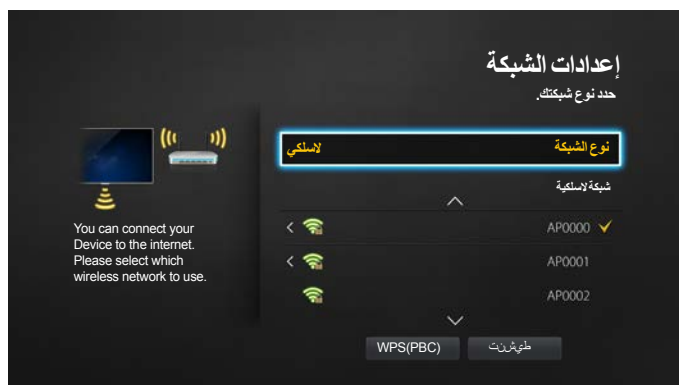 إعدادات الشبكة
حدد نوع شبكتك.
نوع الشبكة لاسلكي
شبكة لاسلكية
AP0000
AP0001
AP0002
You can connect your
Device to the internet.
Please select which
wireless network to use.
طيشنت WPS(PBC)